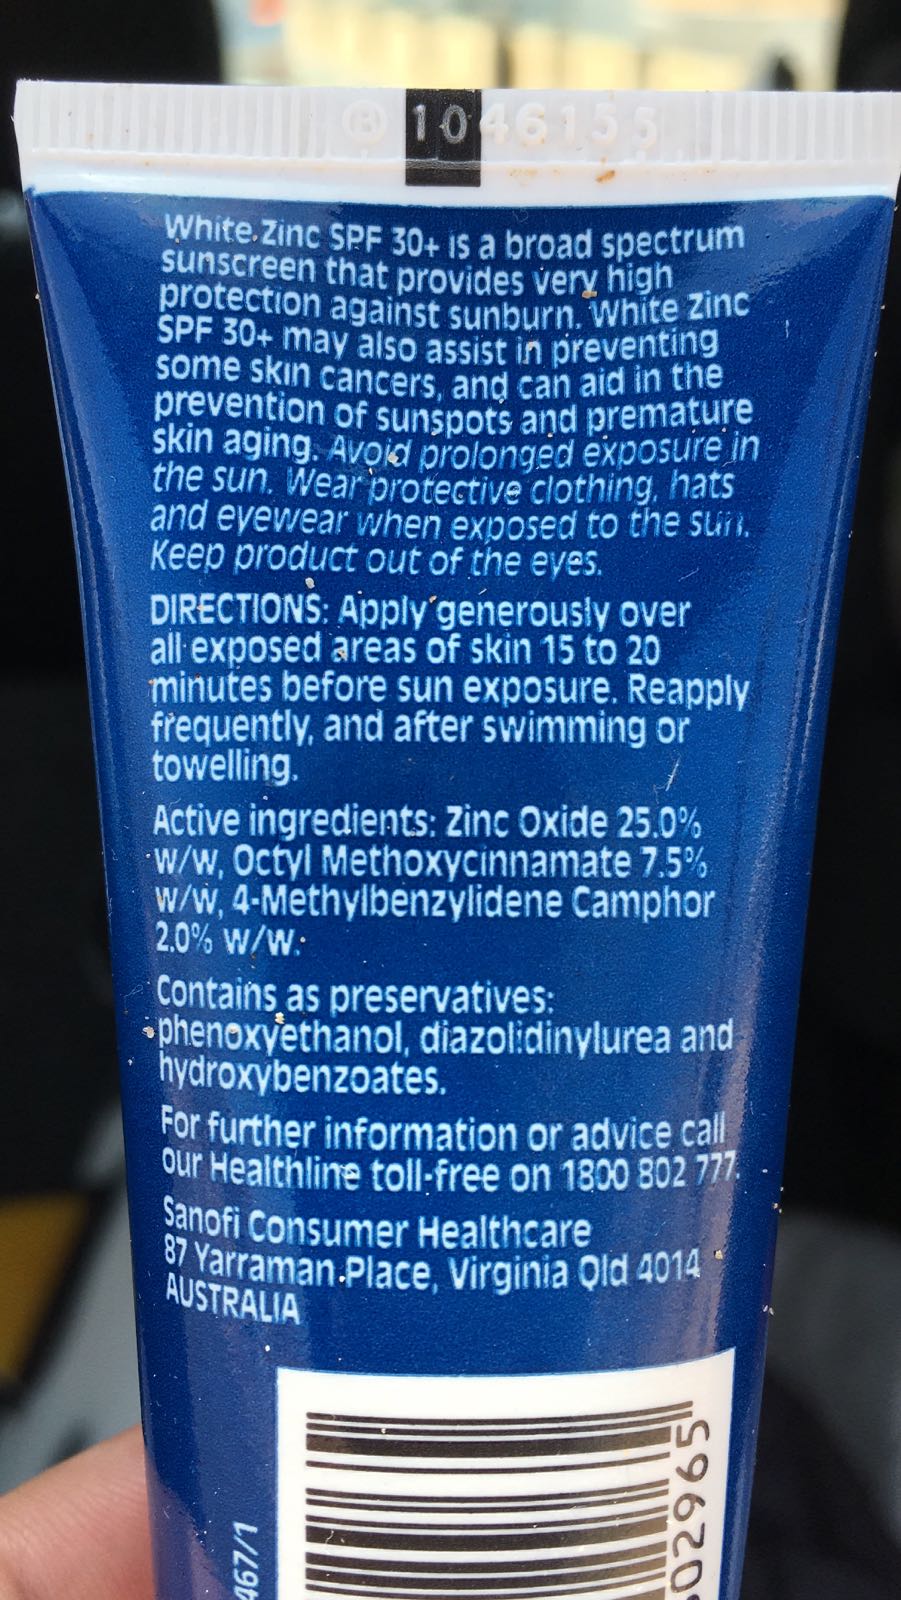 B 1046155
White Zinc SPF 30+ is a broad spectrum
sunscreen that provides very high
protection against sunburn. White Zinc
SPF 30+ may also assist in preventing
some skin cancers, and can aid in the
prevention of sunspots and premature
skin aging. Avoid prolonged exposure in
the sun. Wear protective clothing, hats
and eyewear when exposed to the sun.
Keep product out of the eyes.
DIRECTIONS: Apply generously over
all exposed areas of skin 15 to 20
minutes before sun exposure. Reapply
frequently, and after swimming or
towelling.
Active ingredients: Zinc Oxide 25.0%
w/w, Octyl Methoxycinnamate 7.5%
w/w, 4-Methylbenzylidene Camphor
2.0% w/w.
Contains as preservatives:
phenoxyethanol, diazolidinylurea and
hydroxybenzoates.
For further information or advice call
our Healthline toll-free on 1800 802 777.
Sanofi Consumer Healthcare
87 Yarraman Place, Virginia Qld 4014
AUSTRALIA
467/1
02965